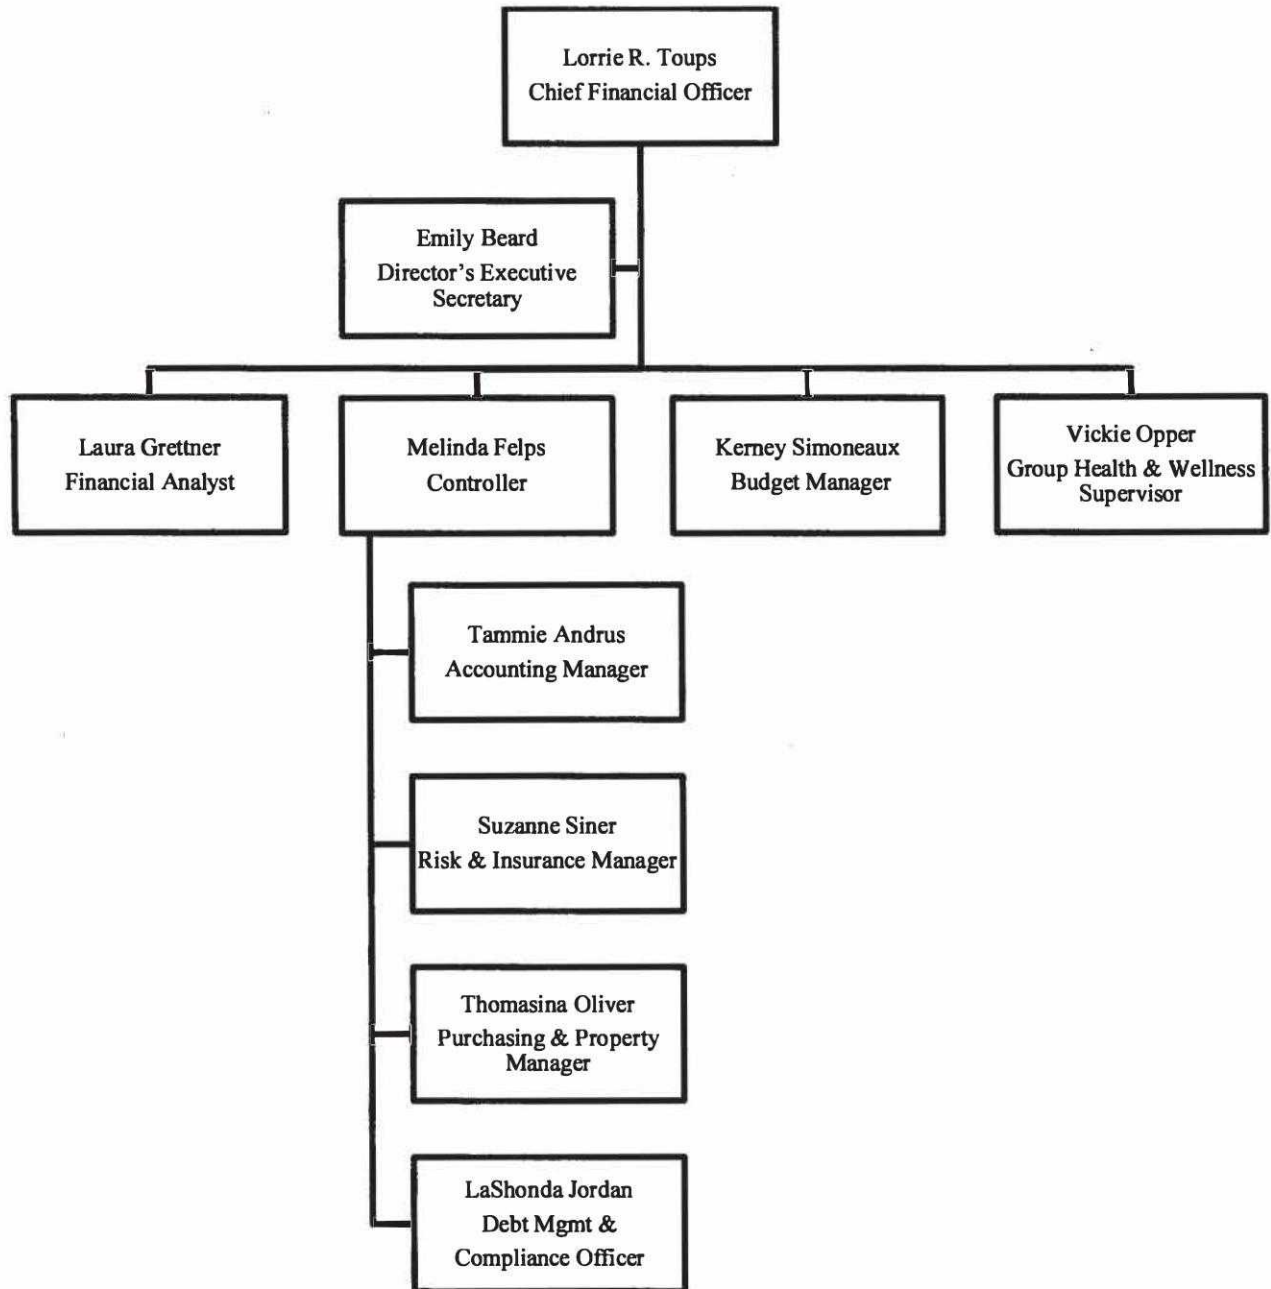 Lorrie R. Toups
Chief Financial Officer
Emily Beard
Director's Executive
Secretary
Laura Grettner
Financial Analyst
Melinda Felps
Controller
Kerney Simoneaux
Budget Manager
Vickie Opper
Group Health & Wellness
Supervisor
Tammie Andrus
Accounting Manager
Suzanne Siner
Risk & Insurance Manager
Thomasina Oliver
Purchasing & Property
Manager
LaShonda Jordan
Debt Mgmt &
Compliance Officer